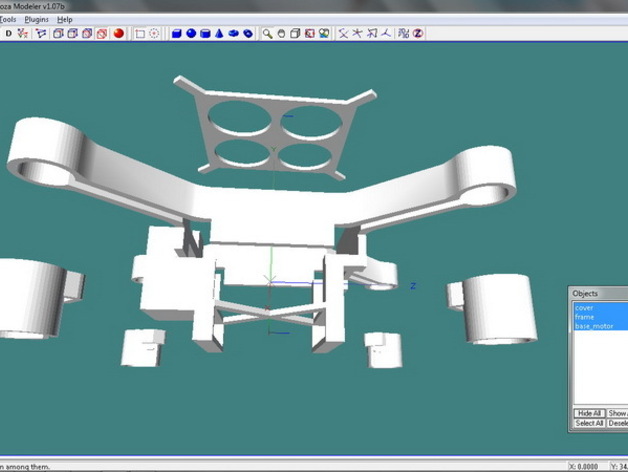 oza Modeler v1.07b
Tools Plugins Help
D
Z
Objects
cover
frame
base_motor
Hide All Show
Select All Desele
n among them.
X: 0.0000 Y: 34.